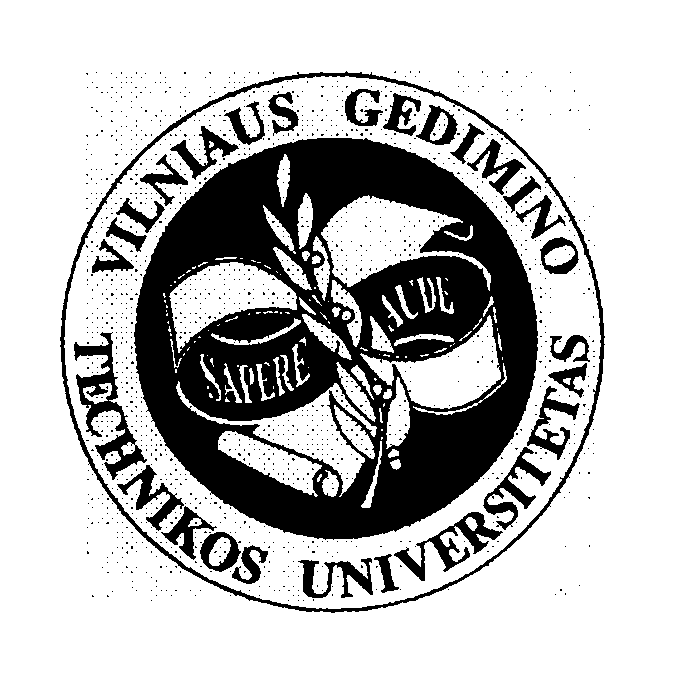 VILNIAUS GEDIMINO
TECHNIKOS UNIVERSITETAS
SAPERE
AUDE